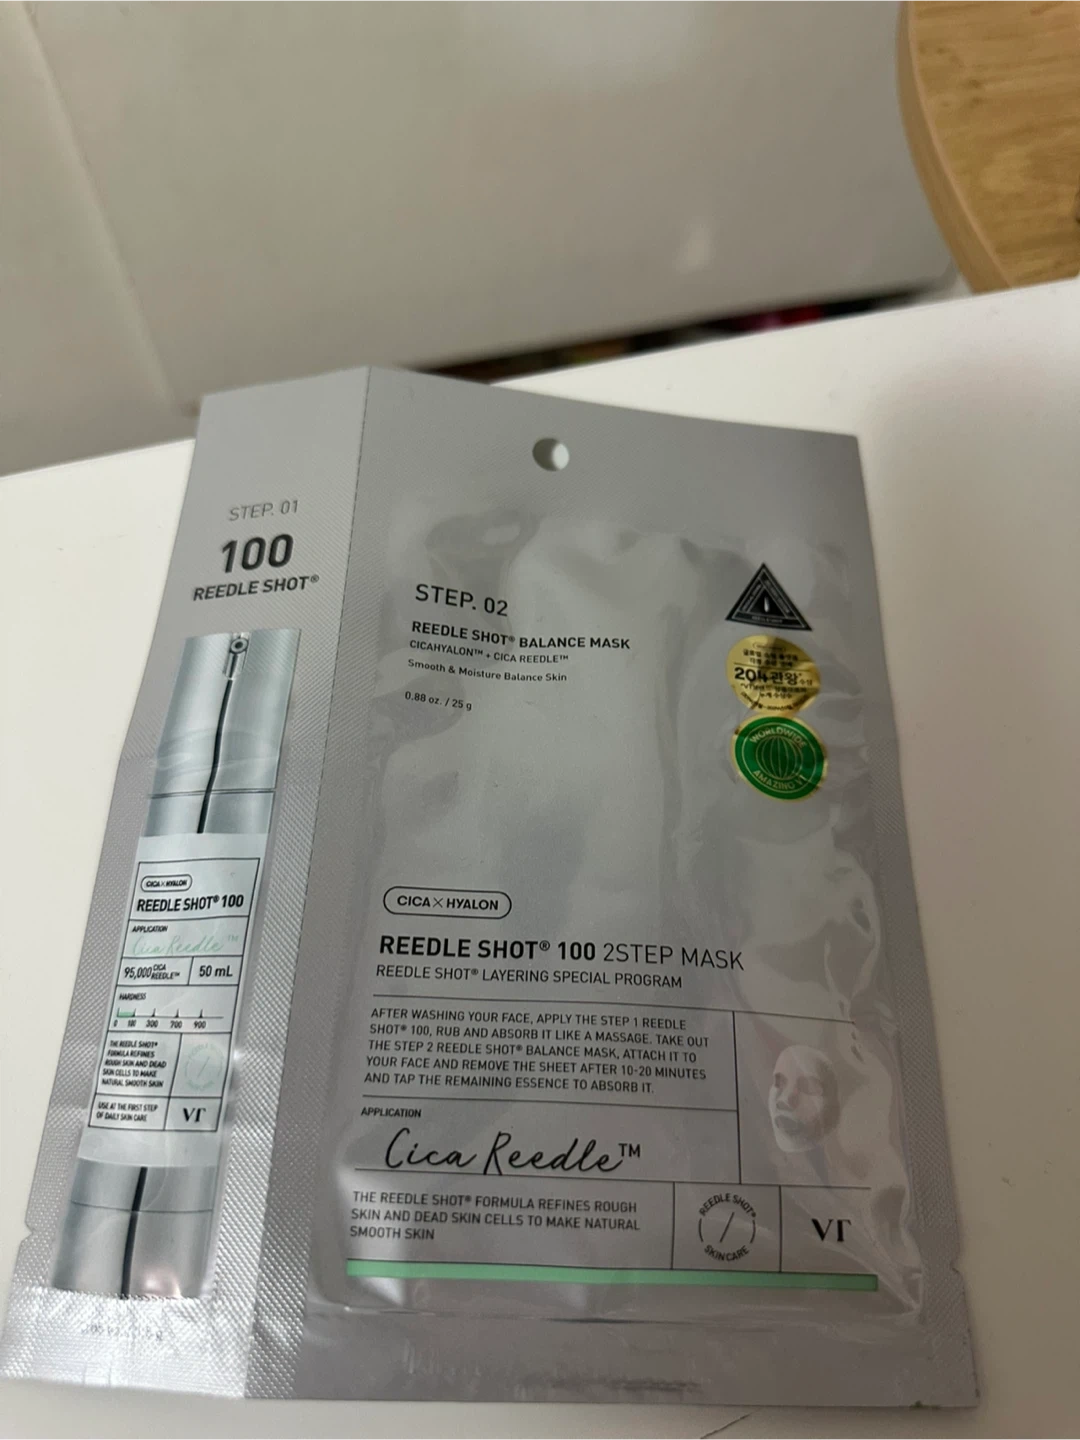 STEP. 01
100
REEDLE SHOT®
CICA×HYALON
REEDLE SHOT® 100
APPLICATION
Cica Reedle™
95,000 CICA REEDLE™
50 mL
HARDNESS
0 100 300 700 900
THE REEDLE SHOT®
FORMULA REFINES
ROUGH SKIN AND DEAD
SKIN CELLS TO MAKE
NATURAL SMOOTH SKIN
USE AT THE FIRST STEP
OF DAILY SKIN CARE
VT
STEP. 02
REEDLE SHOT® BALANCE MASK
CICAHYALON™ + CICA REEDLE™
Smooth & Moisture Balance Skin
0.88 oz. / 25 g
관왕
WORLDWIDE
AMAZING VT
CICA×HYALON
REEDLE SHOT® 100 2STEP MASK
REEDLE SHOT® LAYERING SPECIAL PROGRAM
AFTER WASHING YOUR FACE, APPLY THE STEP 1 REEDLE
SHOT® 100, RUB AND ABSORB IT LIKE A MASSAGE. TAKE OUT
THE STEP 2 REEDLE SHOT® BALANCE MASK, ATTACH IT TO
YOUR FACE AND REMOVE THE SHEET AFTER 10-20 MINUTES
AND TAP THE REMAINING ESSENCE TO ABSORB IT.
APPLICATION
Cica Reedle™
THE REEDLE SHOT® FORMULA REFINES ROUGH
SKIN AND DEAD SKIN CELLS TO MAKE NATURAL
SMOOTH SKIN
REEDLE SHOT®
SKINCARE
VT